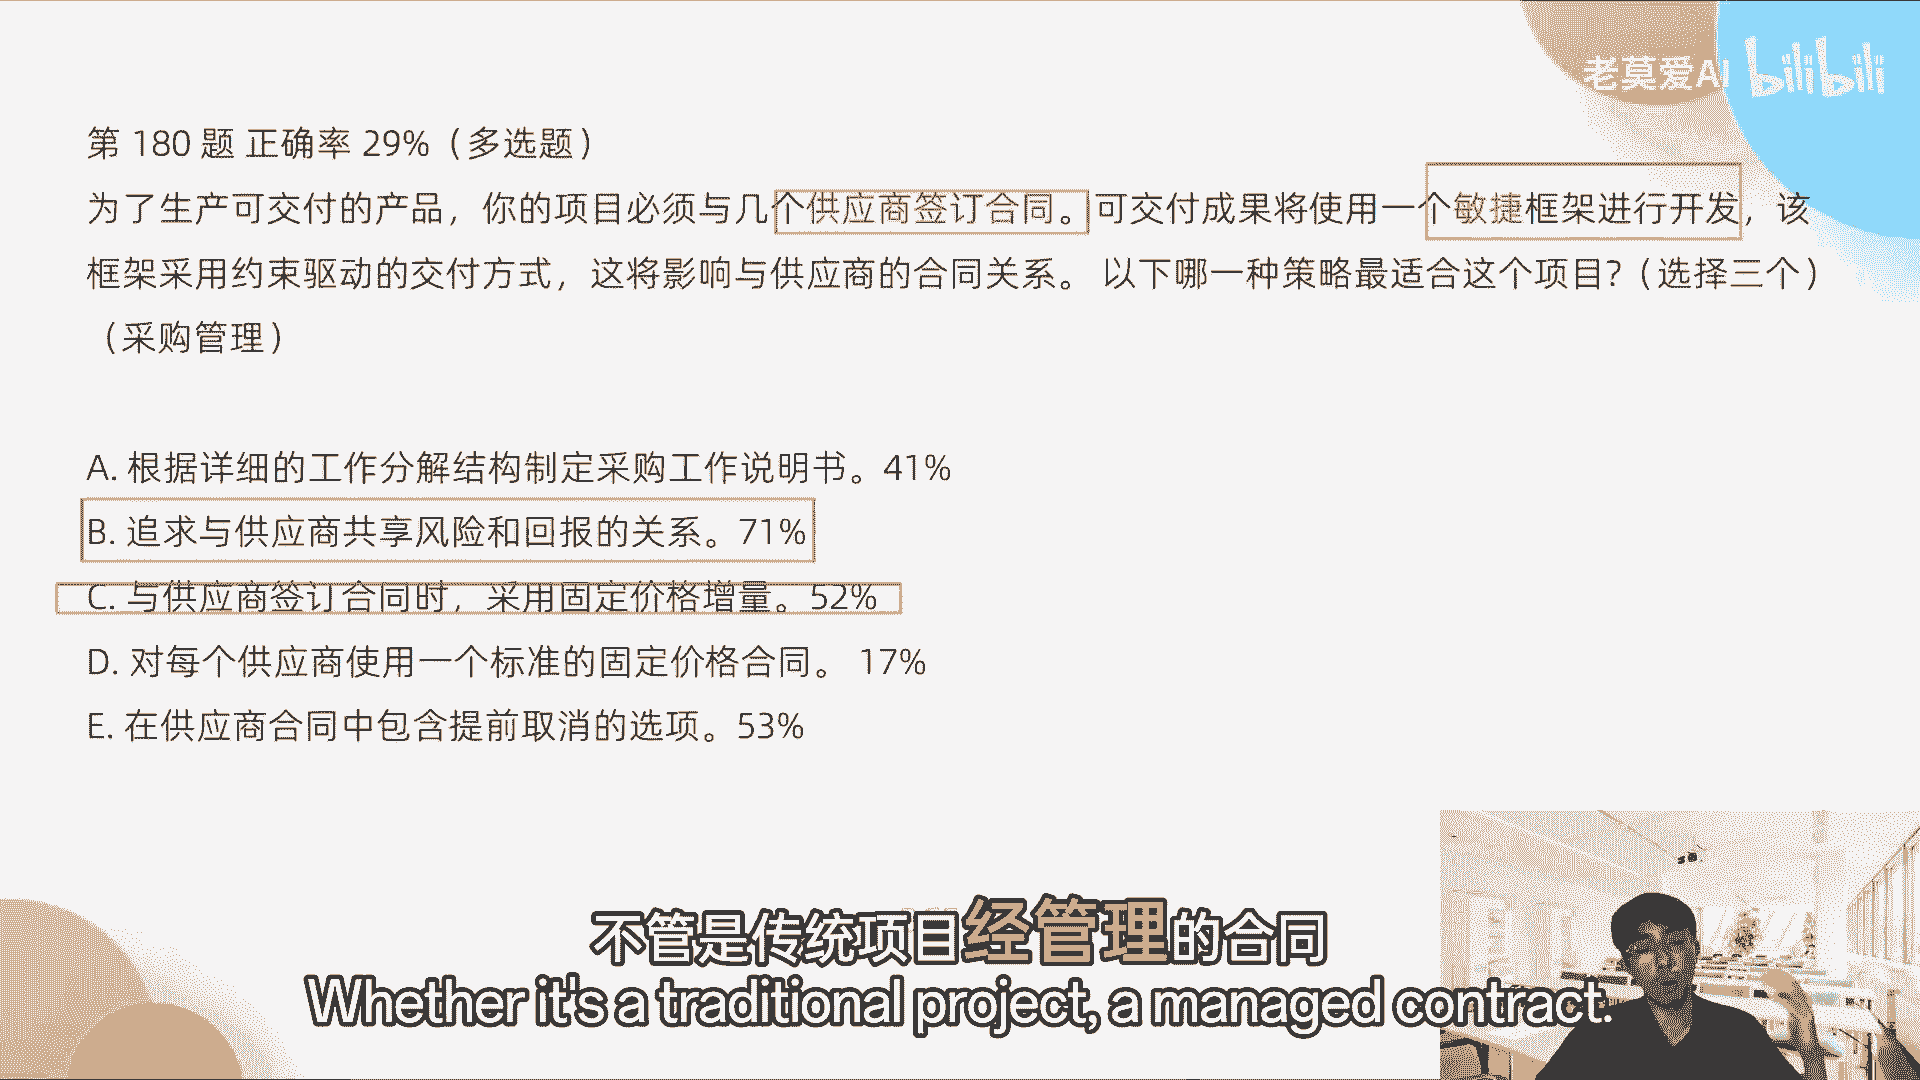 老莫爱AI bilibili
第 180 题 正确率 29%（多选题）
为了生产可交付的产品，你的项目必须与几个供应商签订合同。可交付成果将使用一个敏捷框架进行开发，该
框架采用约束驱动的交付方式，这将影响与供应商的合同关系。 以下哪一种策略最适合这个项目?（选择三个）
（采购管理）
A. 根据详细的工作分解结构制定采购工作说明书。41%
B. 追求与供应商共享风险和回报的关系。71%
C. 与供应商签订合同时，采用固定价格增量。52%
D. 对每个供应商使用一个标准的固定价格合同。 17%
E. 在供应商合同中包含提前取消的选项。53%
不管是传统项目经管理的合同
Whether it's a traditional project, a managed contract.